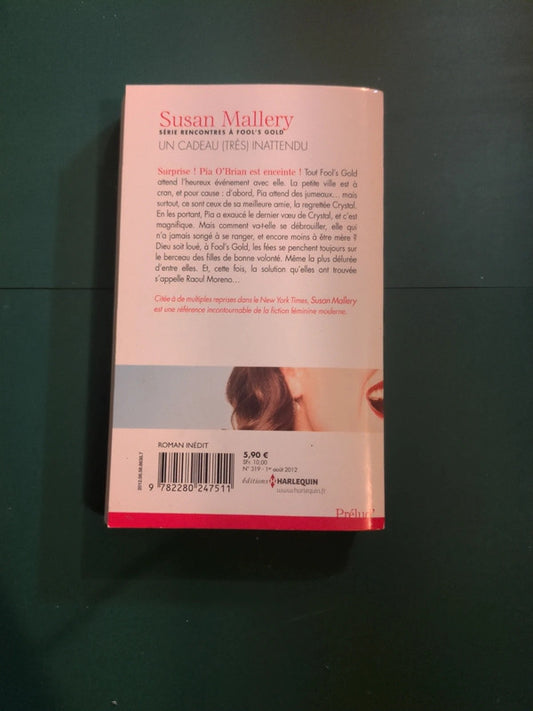 Susan Mallery
SÉRIE RENCONTRES À FOOL'S GOLD
UN CADEAU (TRÈS) INATTENDU
Surprise ! Pia O'Brian est enceinte ! Tout Fool's Gold
attend l'heureux événement avec elle. La petite ville est à
cran, et pour cause : d'abord, Pia attend des jumeaux... mais
surtout, ce sont ceux de sa meilleure amie, la regrettée Crystal.
En les portant, Pia a exaucé le dernier vœu de Crystal, et c'est
magnifique. Mais comment va-t-elle se débrouiller, elle qui
n'a jamais songé à se ranger, et encore moins à être mère ?
Dieu soit loué, à Fool's Gold, les fées se penchent toujours sur
le berceau des filles de bonne volonté. Même la plus délurée
d'entre elles. Et, cette fois, la solution qu'elles ont trouvée
s'appelle Raoul Moreno...
Citée à de multiples reprises dans le New York Times, Susan Mallery
est une référence incontournable de la fiction féminine moderne.
ROMAN INÉDIT
5,90 €
SFr. 10,00
N° 319 - 1er août 2012
9 782280 247511
éditions HARLEQUIN
www.harlequin.fr
Prélud'